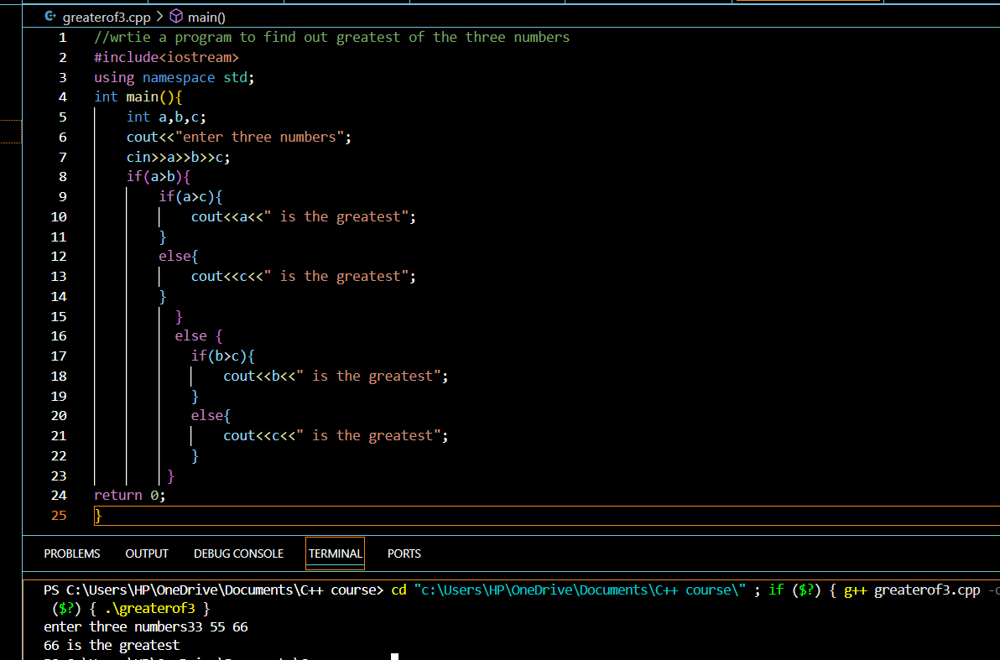 greaterof3.cpp > main()
1 //wrtie a program to find out greatest of the three numbers
2 #include<iostream>
3 using namespace std;
4 int main(){
5 int a,b,c;
6 cout<<"enter three numbers";
7 cin>>a>>b>>c;
8 if(a>b){
9 if(a>c){
10 cout<<a<<" is the greatest";
11 }
12 else{
13 cout<<c<<" is the greatest";
14 }
15 }
16 else {
17 if(b>c){
18 cout<<b<<" is the greatest";
19 }
20 else{
21 cout<<c<<" is the greatest";
22 }
23 }
24 return 0;
25 }
PROBLEMS OUTPUT DEBUG CONSOLE TERMINAL PORTS
PS C:\Users\HP\OneDrive\Documents\C++ course> cd "c:\Users\HP\OneDrive\Documents\C++ course\" ; if ($?) { g++ greaterof3.cpp
($?) { .\greaterof3 }
enter three numbers33 55 66
66 is the greatest